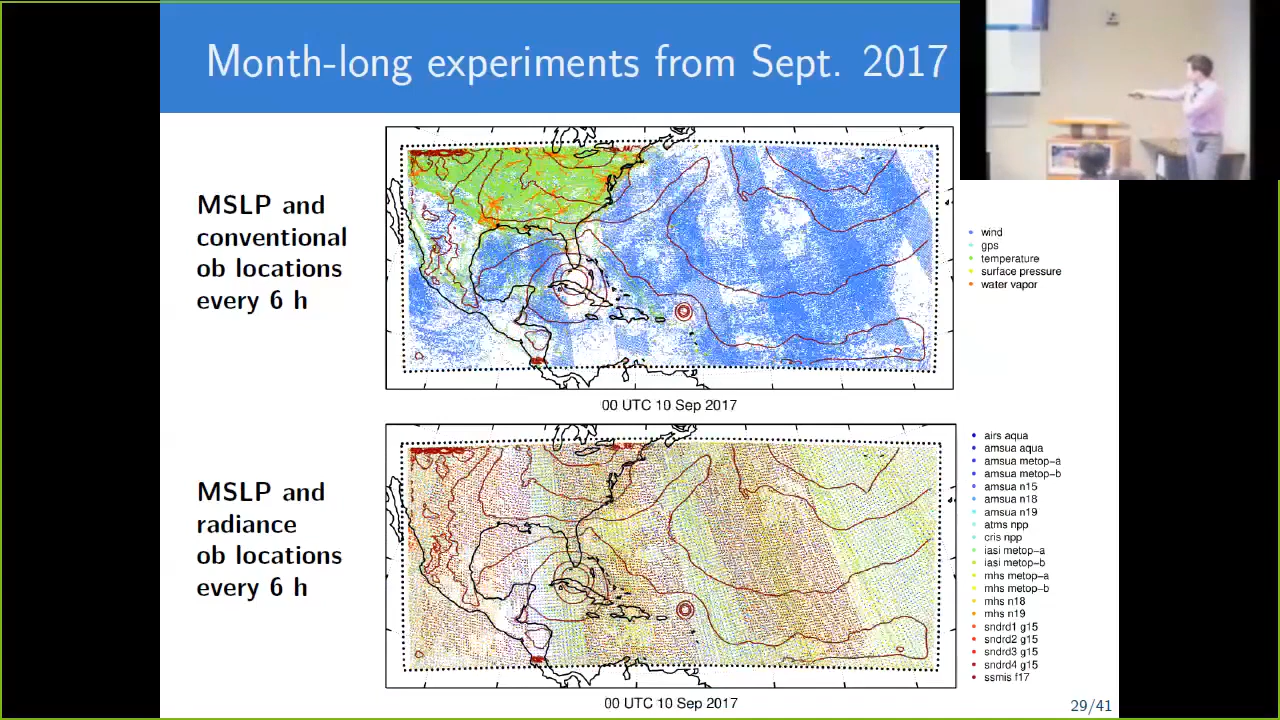 Month-long experiments from Sept. 2017
MSLP and
conventional
ob locations
every 6 h
wind
gps
temperature
surface pressure
water vapor
00 UTC 10 Sep 2017
MSLP and
radiance
ob locations
every 6 h
airs aqua
amsua aqua
amsua metop-a
amsua metop-b
amsua n15
amsua n18
amsua n19
atms npp
cris npp
iasi metop-a
iasi metop-b
mhs metop-a
mhs metop-b
mhs n18
mhs n19
sndrd1 g15
sndrd2 g15
sndrd3 g15
sndrd4 g15
ssmis f17
00 UTC 10 Sep 2017
29/41